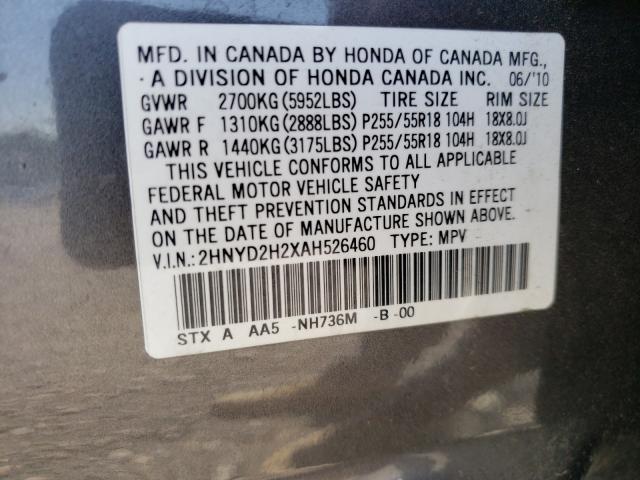 MFD. IN CANADA BY HONDA OF CANADA MFG.,
A DIVISION OF HONDA CANADA INC. 06/'10
GVWR 2700KG(5952LBS) TIRE SIZE RIM SIZE
GAWR F 1310KG(2888LBS) P255/55R18 104H 18X8.0J
GAWR R 1440KG(3175LBS) P255/55R18 104H 18X8.0J
THIS VEHICLE CONFORMS TO ALL APPLICABLE
FEDERAL MOTOR VEHICLE SAFETY
AND THEFT PREVENTION STANDARDS IN EFFECT
ON THE DATE OF MANUFACTURE SHOWN ABOVE.
V.I.N.: 2HNYD2H2XAH526460 TYPE: MPV
STX A AA5 -NH736M -B -00